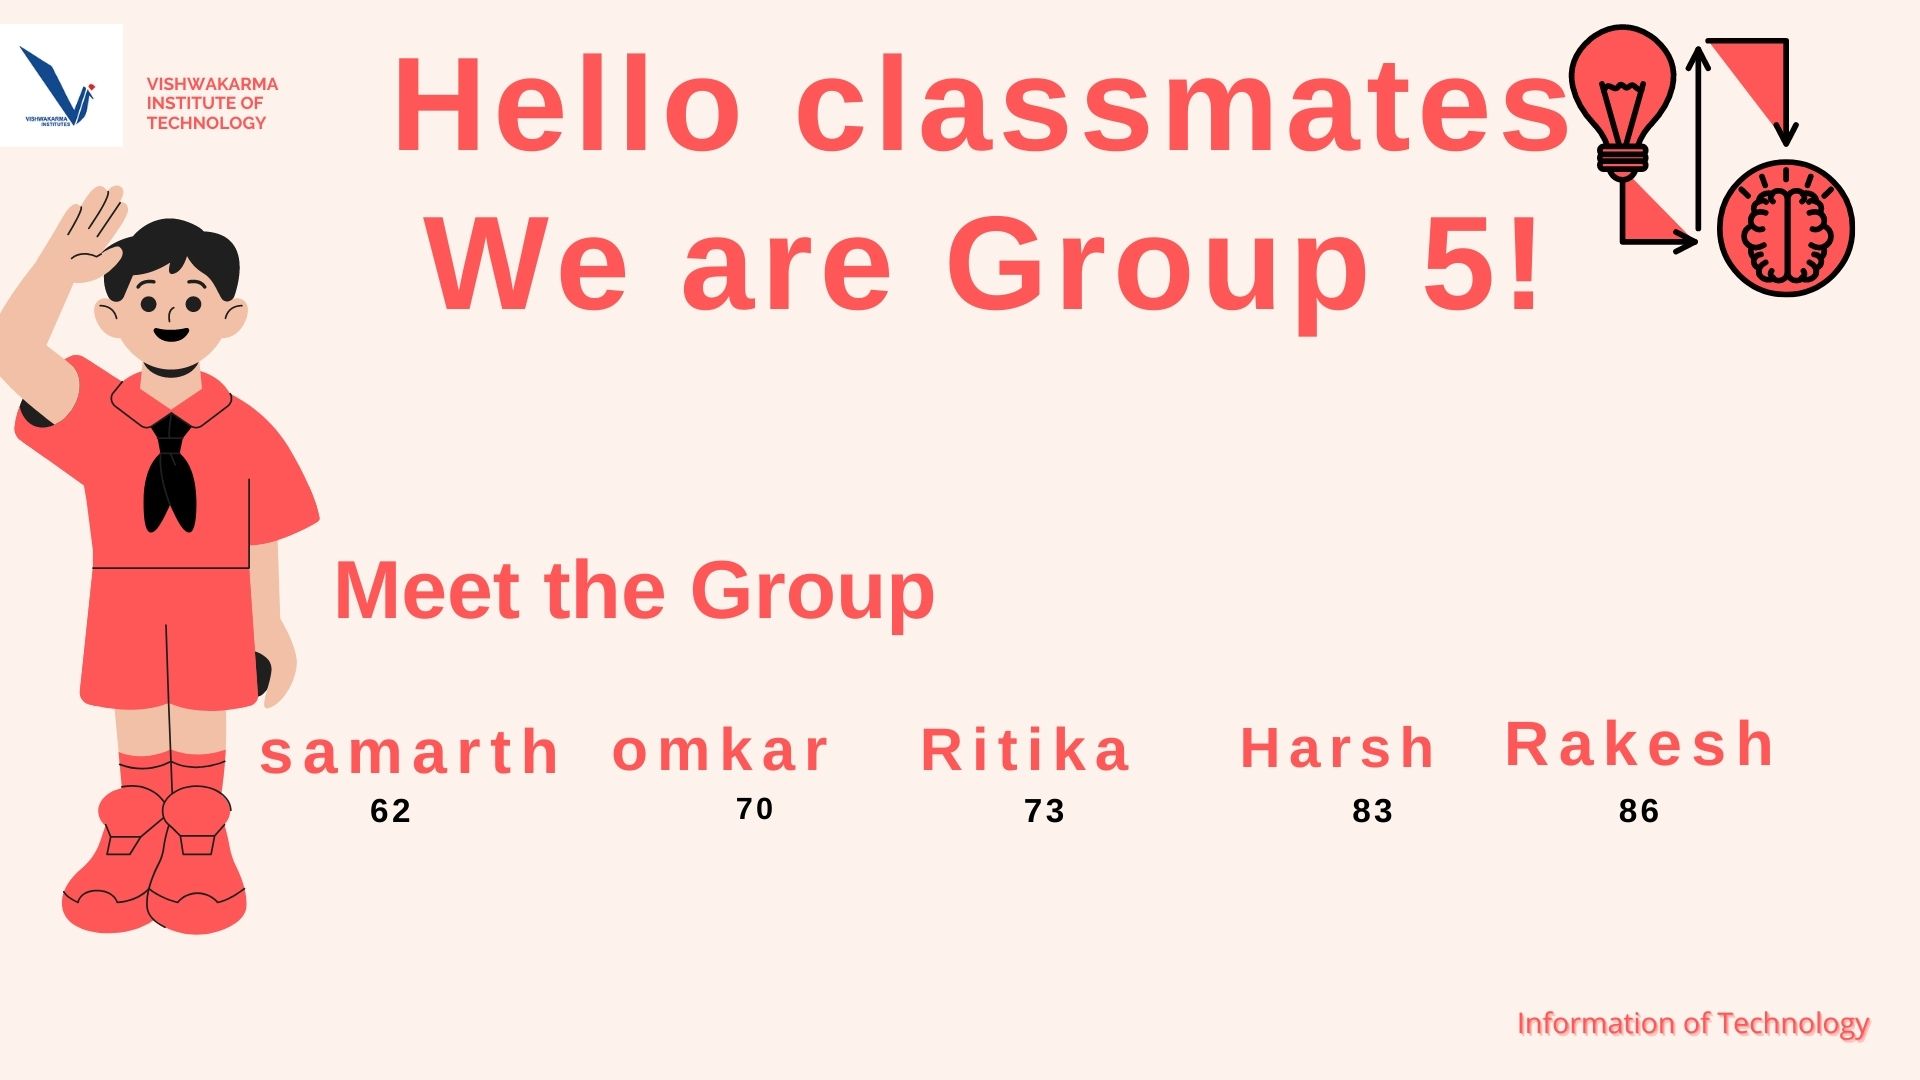 VISHWAKARMA
INSTITUTES
VISHWAKARMA
INSTITUTE OF
TECHNOLOGY
Hello classmates
We are Group 5!
Meet the Group
samarth omkar Ritika Harsh Rakesh
62 70 73 83 86
Information of Technology